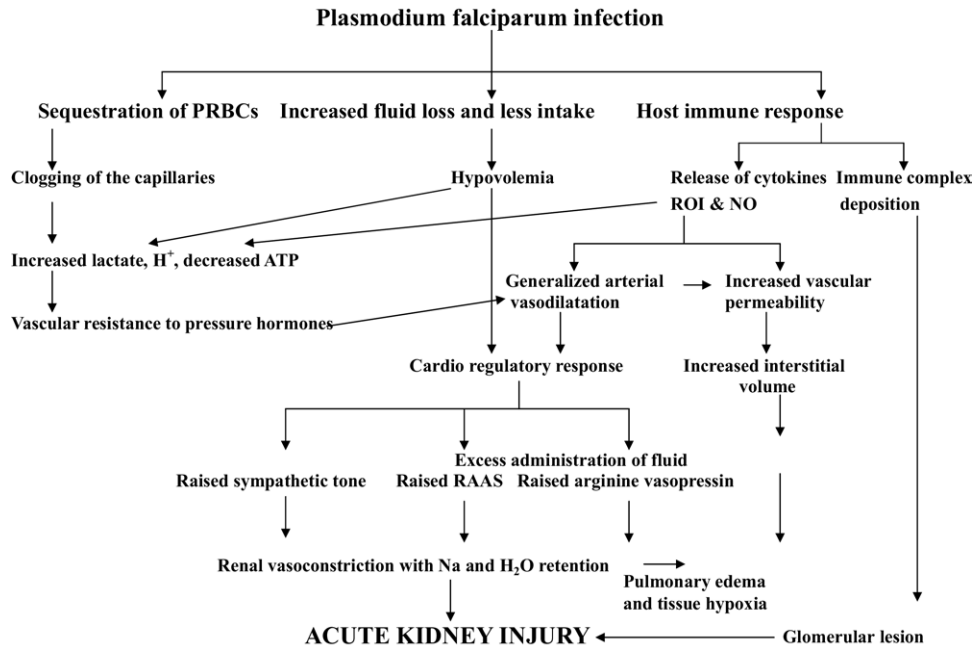 Plasmodium falciparum infection
Sequestration of PRBCs
Increased fluid loss and less intake
Host immune response
Clogging of the capillaries
Hypovolemia
Release of cytokines
ROI & NO
Immune complex
deposition
Increased lactate, H⁺, decreased ATP
Generalized arterial
vasodilatation
Increased vascular
permeability
Vascular resistance to pressure hormones
Cardio regulatory response
Increased interstitial
volume
Excess administration of fluid
Raised sympathetic tone
Raised RAAS
Raised arginine vasopressin
Renal vasoconstriction with Na and H₂O retention
Pulmonary edema
and tissue hypoxia
ACUTE KIDNEY INJURY
Glomerular lesion